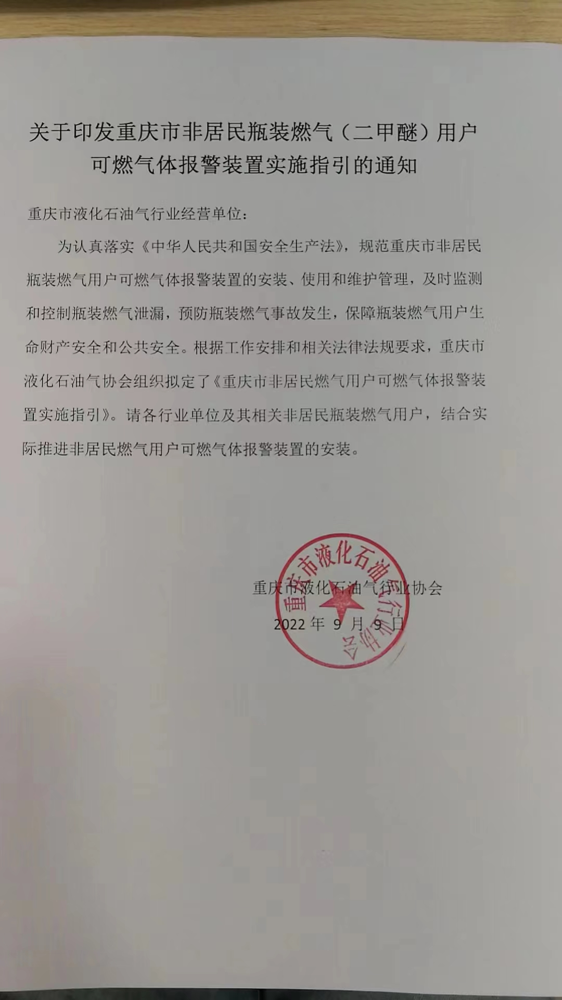 关于印发重庆市非居民瓶装燃气（二甲醚）用户
可燃气体报警装置实施指引的通知
重庆市液化石油气行业经营单位：
为认真落实《中华人民共和国安全生产法》，规范重庆市非居民
瓶装燃气用户可燃气体报警装置的安装、使用和维护管理，及时监测
和控制瓶装燃气泄漏，预防瓶装燃气事故发生，保障瓶装燃气用户生
命财产安全和公共安全。根据工作安排和相关法律法规要求，重庆市
液化石油气协会组织拟定了《重庆市非居民燃气用户可燃气体报警装
置实施指引》。请各行业单位及其相关非居民瓶装燃气用户，结合实
际推进非居民燃气用户可燃气体报警装置的安装。
重庆市液化石油气行业协会
2022 年 9 月 9 日
重庆市液化石油气行业协会